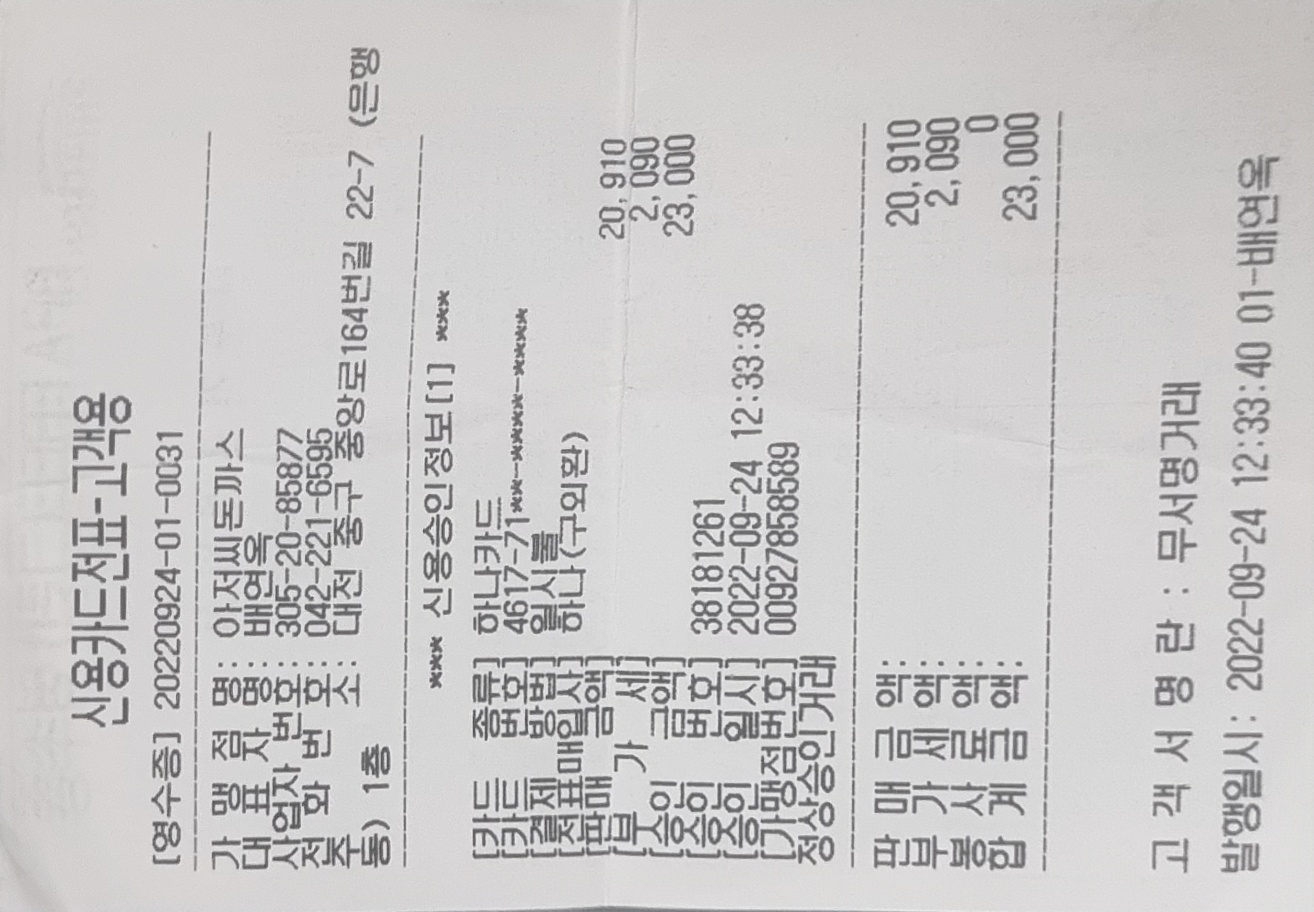 신용카드전표-고객용
[영수증] 20220924-01-0031
가 맹 점 명: 아저씨돈까스
대 표 자 명: 배연옥
사업자 번호: 305-20-85877
전 화 번 호: 042-221-6595
주 소: 대전 중구 중앙로164번길 22-7 (은행
동) 1층
*** 신용승인정보[1] ***
[카드 종류] 하나카드
[카드 번호] 4617-71**-****-****
[결제 방법] 일시불
[전표매입사] 하나(구외환)
[판매 금액] 20,910
[부 가 세] 2,090
[승인 금액] 23,000
[승인 번호] 38181261
[승인 일시] 2022-09-24 12:33:38
[가맹점번호] 00927858589
정상승인거래
판 매 금 액: 20,910
부 가 세 액: 2,090
봉 사 료 액: 0
합 계 금 액: 23,000
고 객 서 명 란 : 무서명거래
발행일시: 2022-09-24 12:33:40 01-배연옥